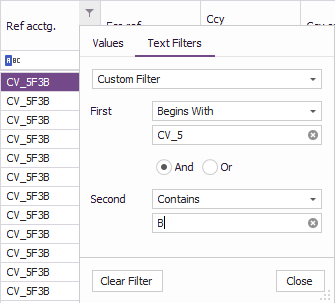 Ref acctg.
Ccy
Values
Text Filters
ABC
Custom Filter
First
Begins With
CV_5
And
Or
Second
Contains
B
Clear Filter
Close
CV_5F3B
CV_5F3B
CV_5F3B
CV_5F3B
CV_5F3B
CV_5F3B
CV_5F3B
CV_5F3B
CV_5F3B
CV_5F3B
CV_5F3B
CV_5F3B